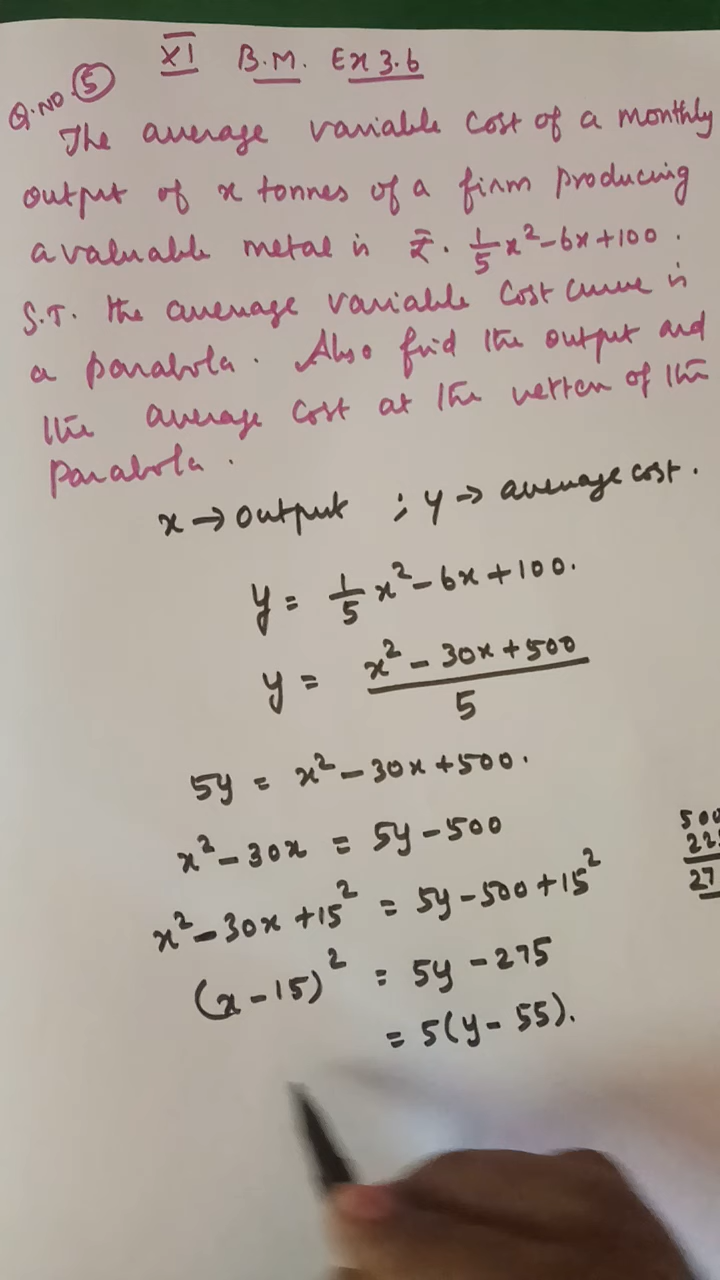 XI B.M. Ex 3.6
Q.NO. 5
The average variable cost of a monthly
output of x tonnes of a firm producing
a valuable metal is ₹. 1/5 x² - 6x + 100.
S.T. the average variable cost curve is
a parabola. Also find the output and
the average cost at the vertex of the
parabola.
x → output ; y → average cost.
y = 1/5 x² - 6x + 100.
y = (x² - 30x + 500)/5
5y = x² - 30x + 500.
x² - 30x = 5y - 500
x² - 30x + 15² = 5y - 500 + 15²
(x - 15)² = 5y - 275
= 5(y - 55).
500
22
27